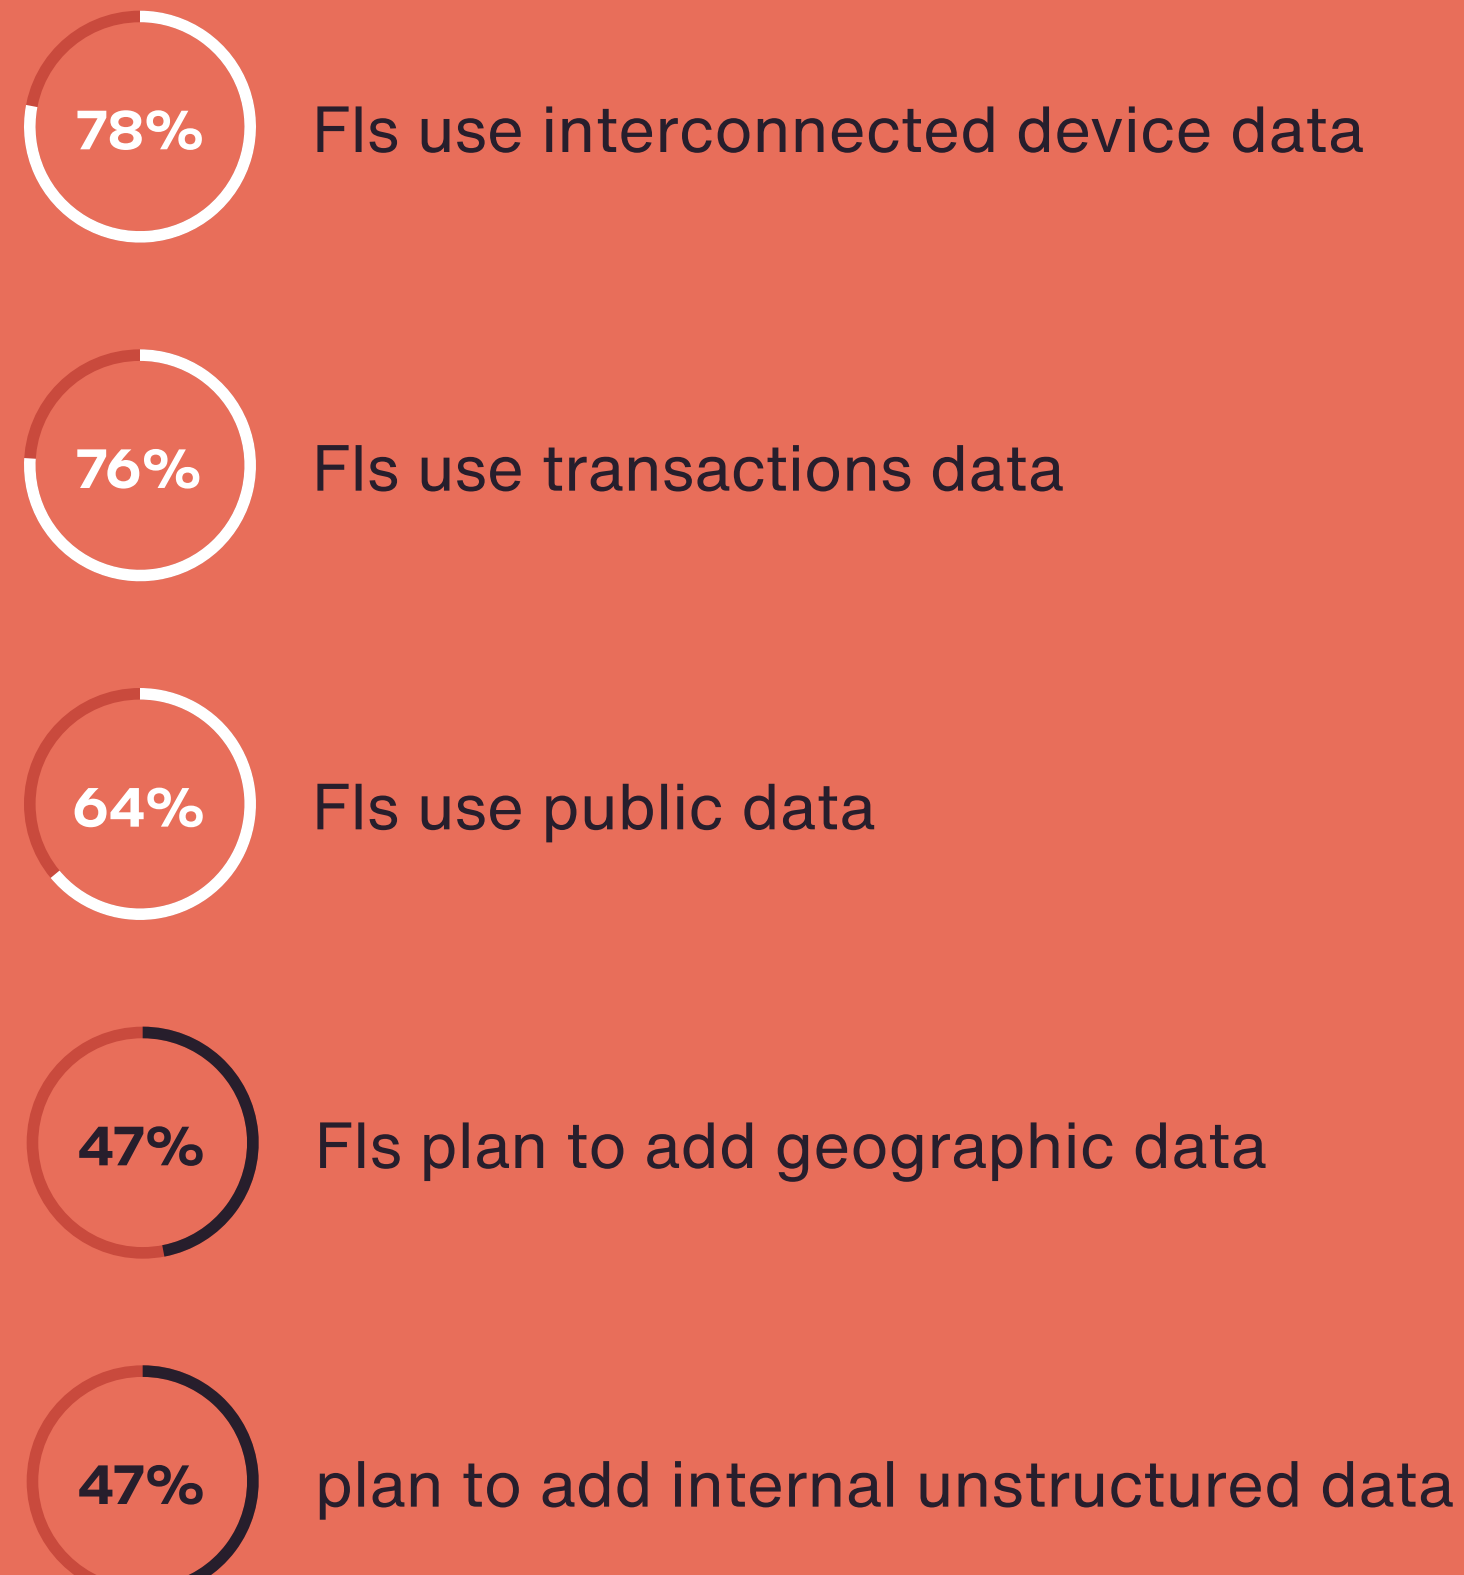 78%
FIs use interconnected device data
76%
FIs use transactions data
64%
FIs use public data
47%
FIs plan to add geographic data
47%
plan to add internal unstructured data